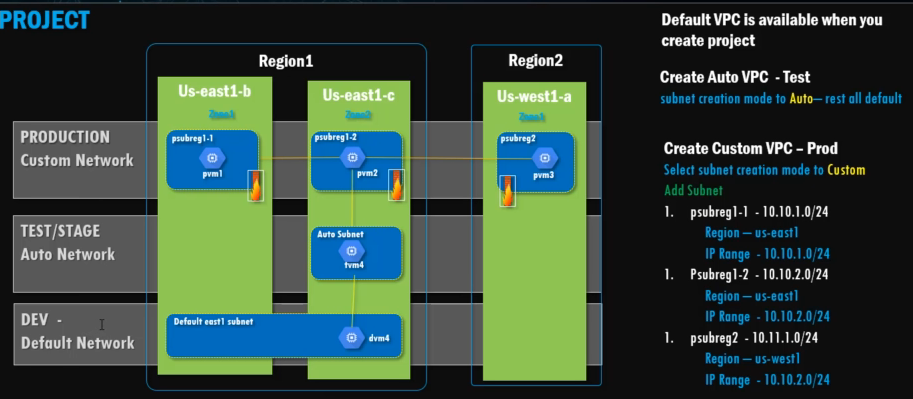 PROJECT
Region1
Us-east1-b
Zone1
Us-east1-c
Zone2
Region2
Us-west1-a
Zone1
PRODUCTION
Custom Network
psubreg1-1
pvm1
psubreg1-2
pvm2
psubreg2
pvm3
TEST/STAGE
Auto Network
Auto Subnet
tvm4
DEV -
Default Network
Default east1 subnet
dvm4
Default VPC is available when you
create project
Create Auto VPC - Test
subnet creation mode to Auto– rest all default
Create Custom VPC – Prod
Select subnet creation mode to Custom
Add Subnet
1. psubreg1-1 - 10.10.1.0/24
Region – us-east1
IP Range - 10.10.1.0/24
1. Psubreg1-2 - 10.10.2.0/24
Region – us-east1
IP Range - 10.10.2.0/24
1. psubreg2 - 10.11.1.0/24
Region – us-west1
IP Range - 10.10.2.0/24